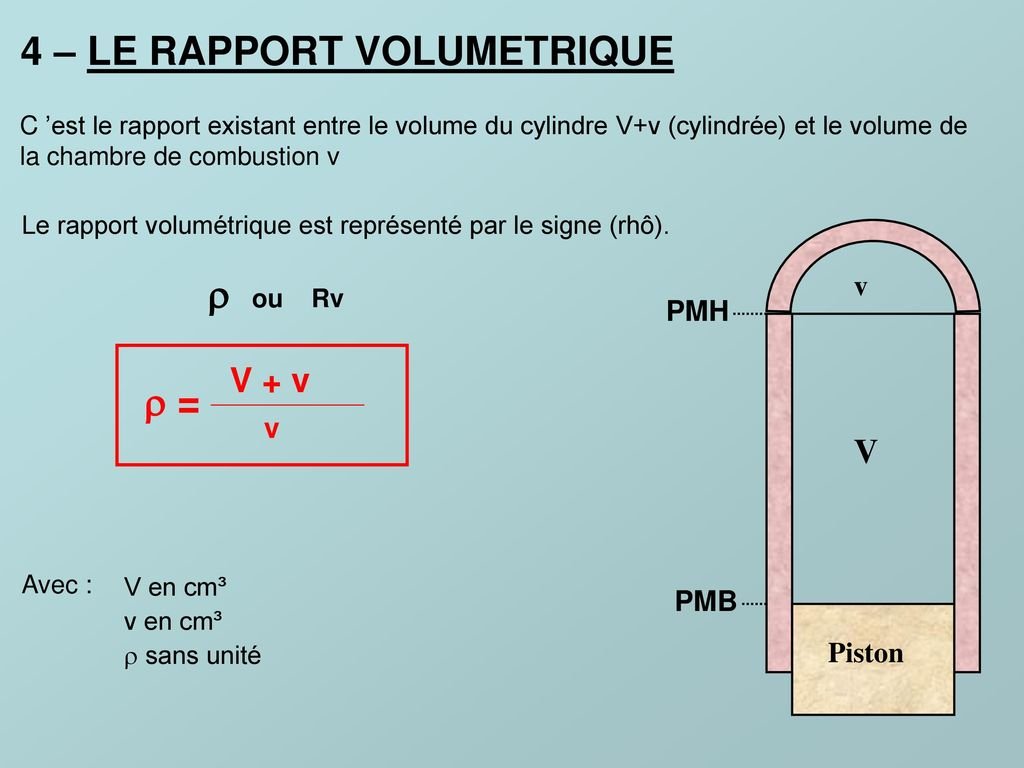 4 – LE RAPPORT VOLUMETRIQUE
C ’est le rapport existant entre le volume du cylindre V+v (cylindrée) et le volume de
la chambre de combustion v
Le rapport volumétrique est représenté par le signe (rhô).
ρ ou Rv
ρ =
V + v
v
Avec :
V en cm³
v en cm³
ρ sans unité
v
PMH
V
PMB
Piston